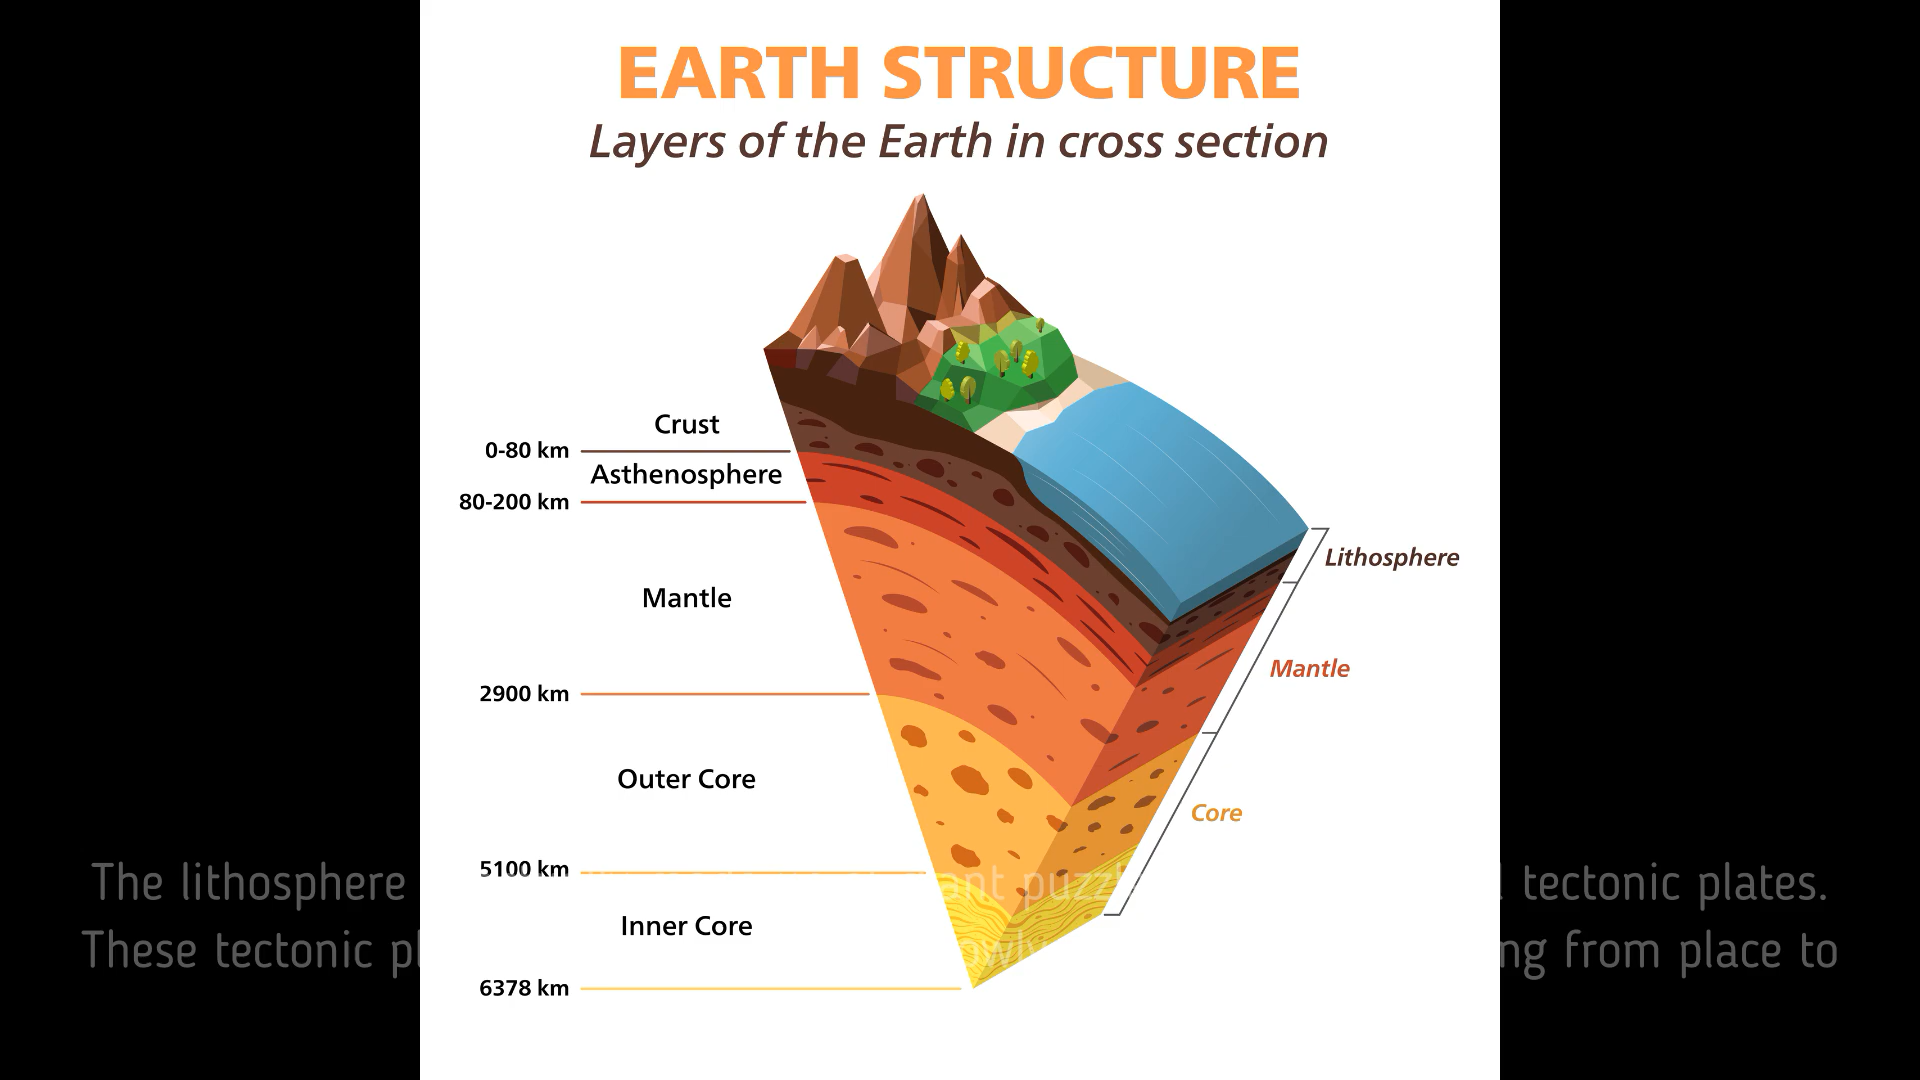 EARTH STRUCTURE
Layers of the Earth in cross section
Crust
0-80 km
Asthenosphere
80-200 km
Lithosphere
Mantle
Mantle
2900 km
Outer Core
Core
5100 km
Inner Core
6378 km
The lithosphere tectonic plates.
These tectonic from place to